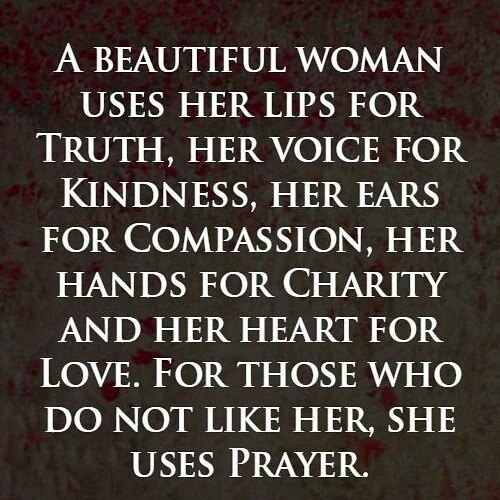 A BEAUTIFUL WOMAN
USES HER LIPS FOR
TRUTH, HER VOICE FOR
KINDNESS, HER EARS
FOR COMPASSION, HER
HANDS FOR CHARITY
AND HER HEART FOR
LOVE. FOR THOSE WHO
DO NOT LIKE HER, SHE
USES PRAYER.